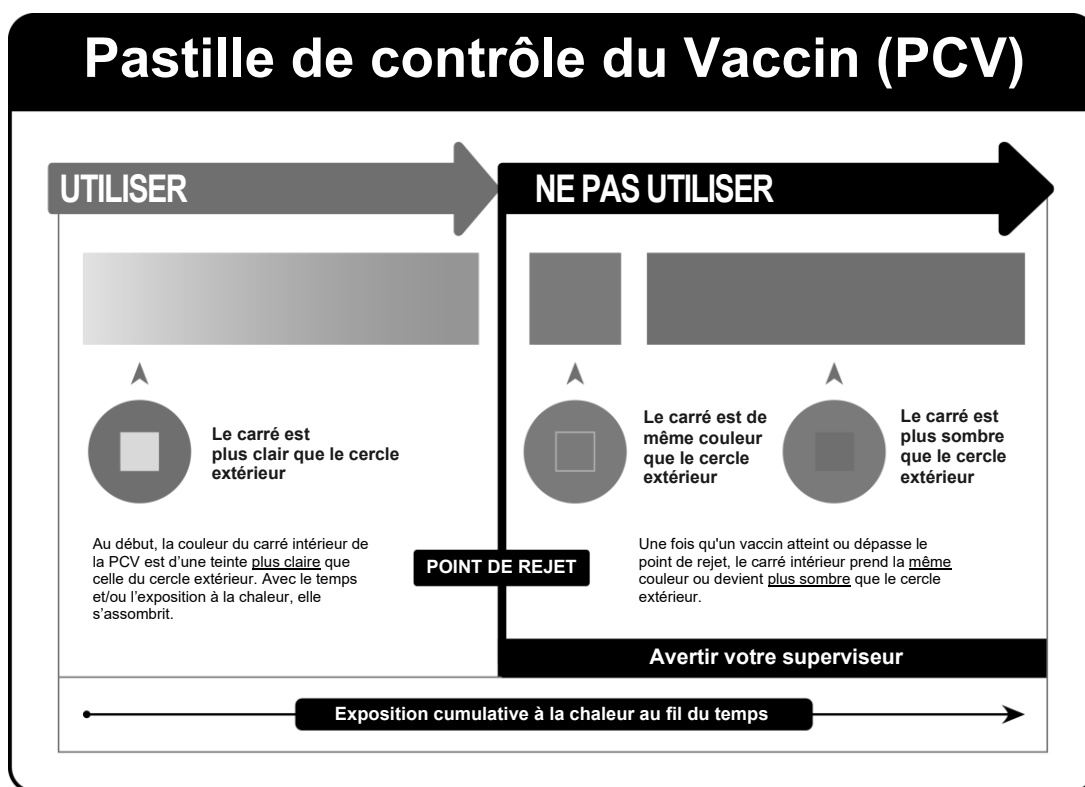 Pastille de contrôle du Vaccin (PCV)
UTILISER
NE PAS UTILISER
Le carré est
plus clair que le cercle
extérieur
Le carré est de
même couleur
que le cercle
extérieur
Le carré est
plus sombre
que le cercle
extérieur
Au début, la couleur du carré intérieur de
la PCV est d’une teinte plus claire que
celle du cercle extérieur. Avec le temps
et/ou l’exposition à la chaleur, elle
s’assombrit.
POINT DE REJET
Une fois qu'un vaccin atteint ou dépasse le
point de rejet, le carré intérieur prend la même
couleur ou devient plus sombre que le cercle
extérieur.
Avertir votre superviseur
Exposition cumulative à la chaleur au fil du temps